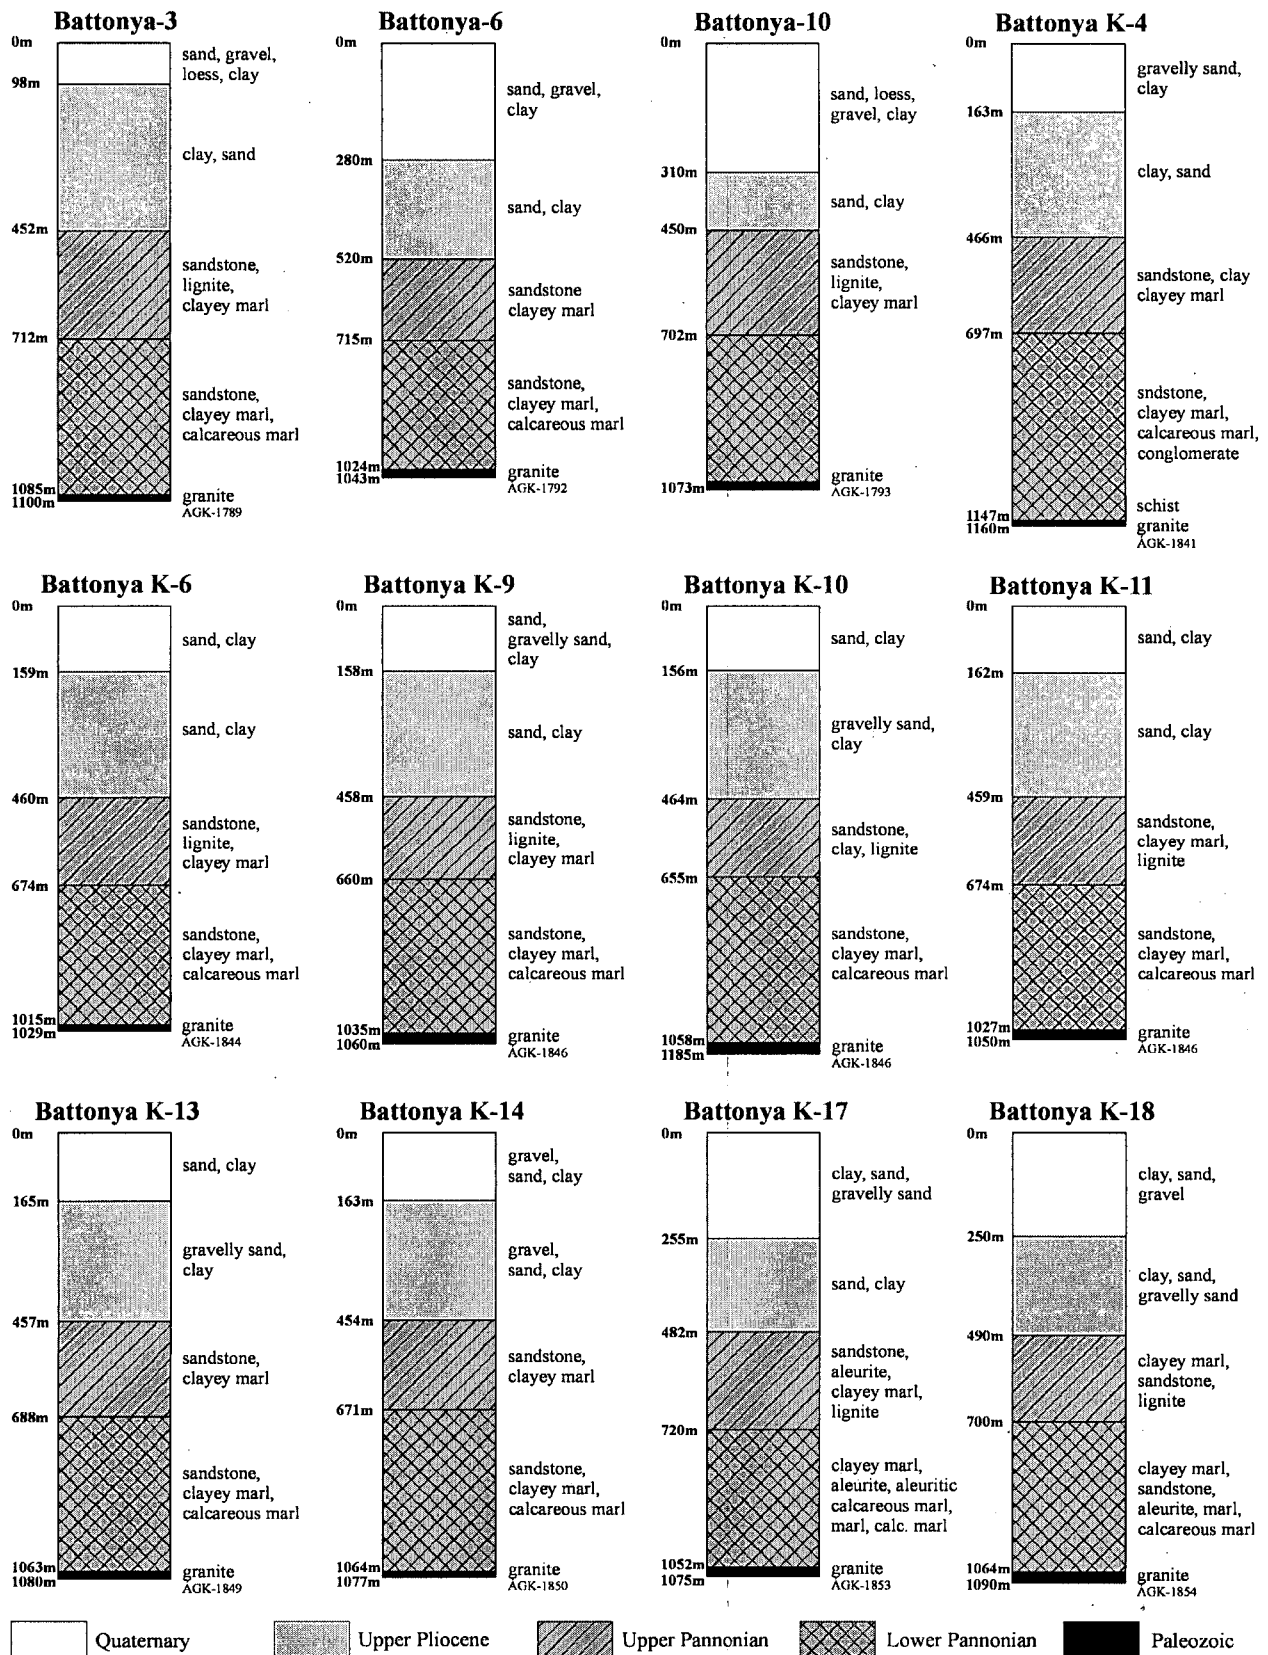 Battonya-3
0m
sand, gravel,
loess, clay
98m
clay, sand
452m
sandstone,
lignite,
clayey marl
712m
sandstone,
clayey marl,
calcareous marl
1085m
1100m
granite
AGK-1789
Battonya-6
0m
sand, gravel,
clay
280m
sand, clay
520m
sandstone
clayey marl
715m
sandstone,
clayey marl,
calcareous marl
1024m
1043m
granite
AGK-1792
Battonya-10
0m
sand, loess,
gravel, clay
310m
sand, clay
450m
sandstone,
lignite,
clayey marl
702m
1073m
granite
AGK-1793
Battonya K-4
0m
gravelly sand,
clay
163m
clay, sand
466m
sandstone, clay
clayey marl
697m
sndstone,
clayey marl,
calcareous marl,
conglomerate
schist
1147m
1160m
granite
AGK-1841
Battonya K-6
0m
sand, clay
159m
sand, clay
460m
sandstone,
lignite,
clayey marl
674m
sandstone,
clayey marl,
calcareous marl
1015m
1029m
granite
AGK-1844
Battonya K-9
0m
sand,
gravelly sand,
clay
158m
sand, clay
458m
sandstone,
lignite,
clayey marl
660m
sandstone,
clayey marl,
calcareous marl
1035m
1060m
granite
AGK-1846
Battonya K-10
0m
sand, clay
156m
gravelly sand,
clay
464m
sandstone,
clay, lignite
655m
sandstone,
clayey marl,
calcareous marl
1058m
1185m
granite
AGK-1846
Battonya K-11
0m
sand, clay
162m
sand, clay
459m
sandstone,
clayey marl,
lignite
674m
sandstone,
clayey marl,
calcareous marl
1027m
1050m
granite
AGK-1846
Battonya K-13
0m
sand, clay
165m
gravelly sand,
clay
457m
sandstone,
clayey marl
688m
sandstone,
clayey marl,
calcareous marl
1063m
1080m
granite
AGK-1849
Battonya K-14
0m
gravel,
sand, clay
163m
gravel,
sand, clay
454m
sandstone,
clayey marl
671m
sandstone,
clayey marl,
calcareous marl
1064m
1077m
granite
AGK-1850
Battonya K-17
0m
clay, sand,
gravelly sand
255m
sand, clay
482m
sandstone,
aleurite,
clayey marl,
lignite
720m
clayey marl,
aleurite, aleuritic
calcareous marl,
marl, calc. marl
1052m
1075m
granite
AGK-1853
Battonya K-18
0m
clay, sand,
gravel
250m
clay, sand,
gravelly sand
490m
clayey marl,
sandstone,
lignite
700m
clayey marl,
sandstone,
aleurite, marl,
calcareous marl
1064m
1090m
granite
AGK-1854
Quaternary
Upper Pliocene
Upper Pannonian
Lower Pannonian
Paleozoic